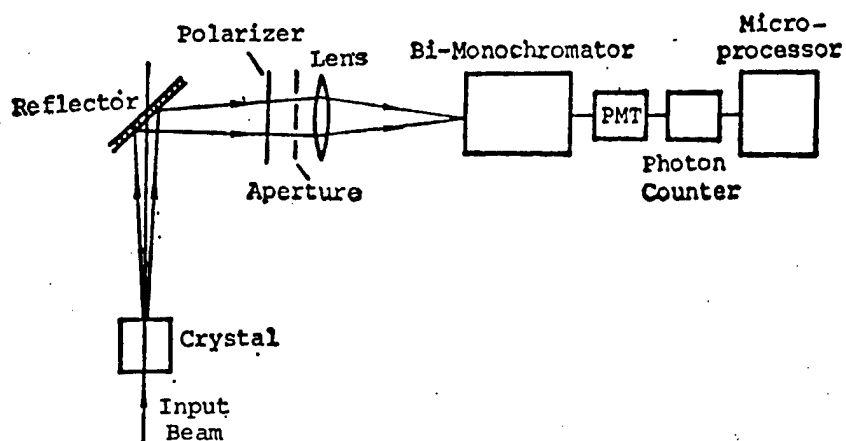 Polarizer
Lens
Bi-Monochromator
Micro-
processor
Reflector
PMT
Aperture
Photon
Counter
Crystal
Input
Beam